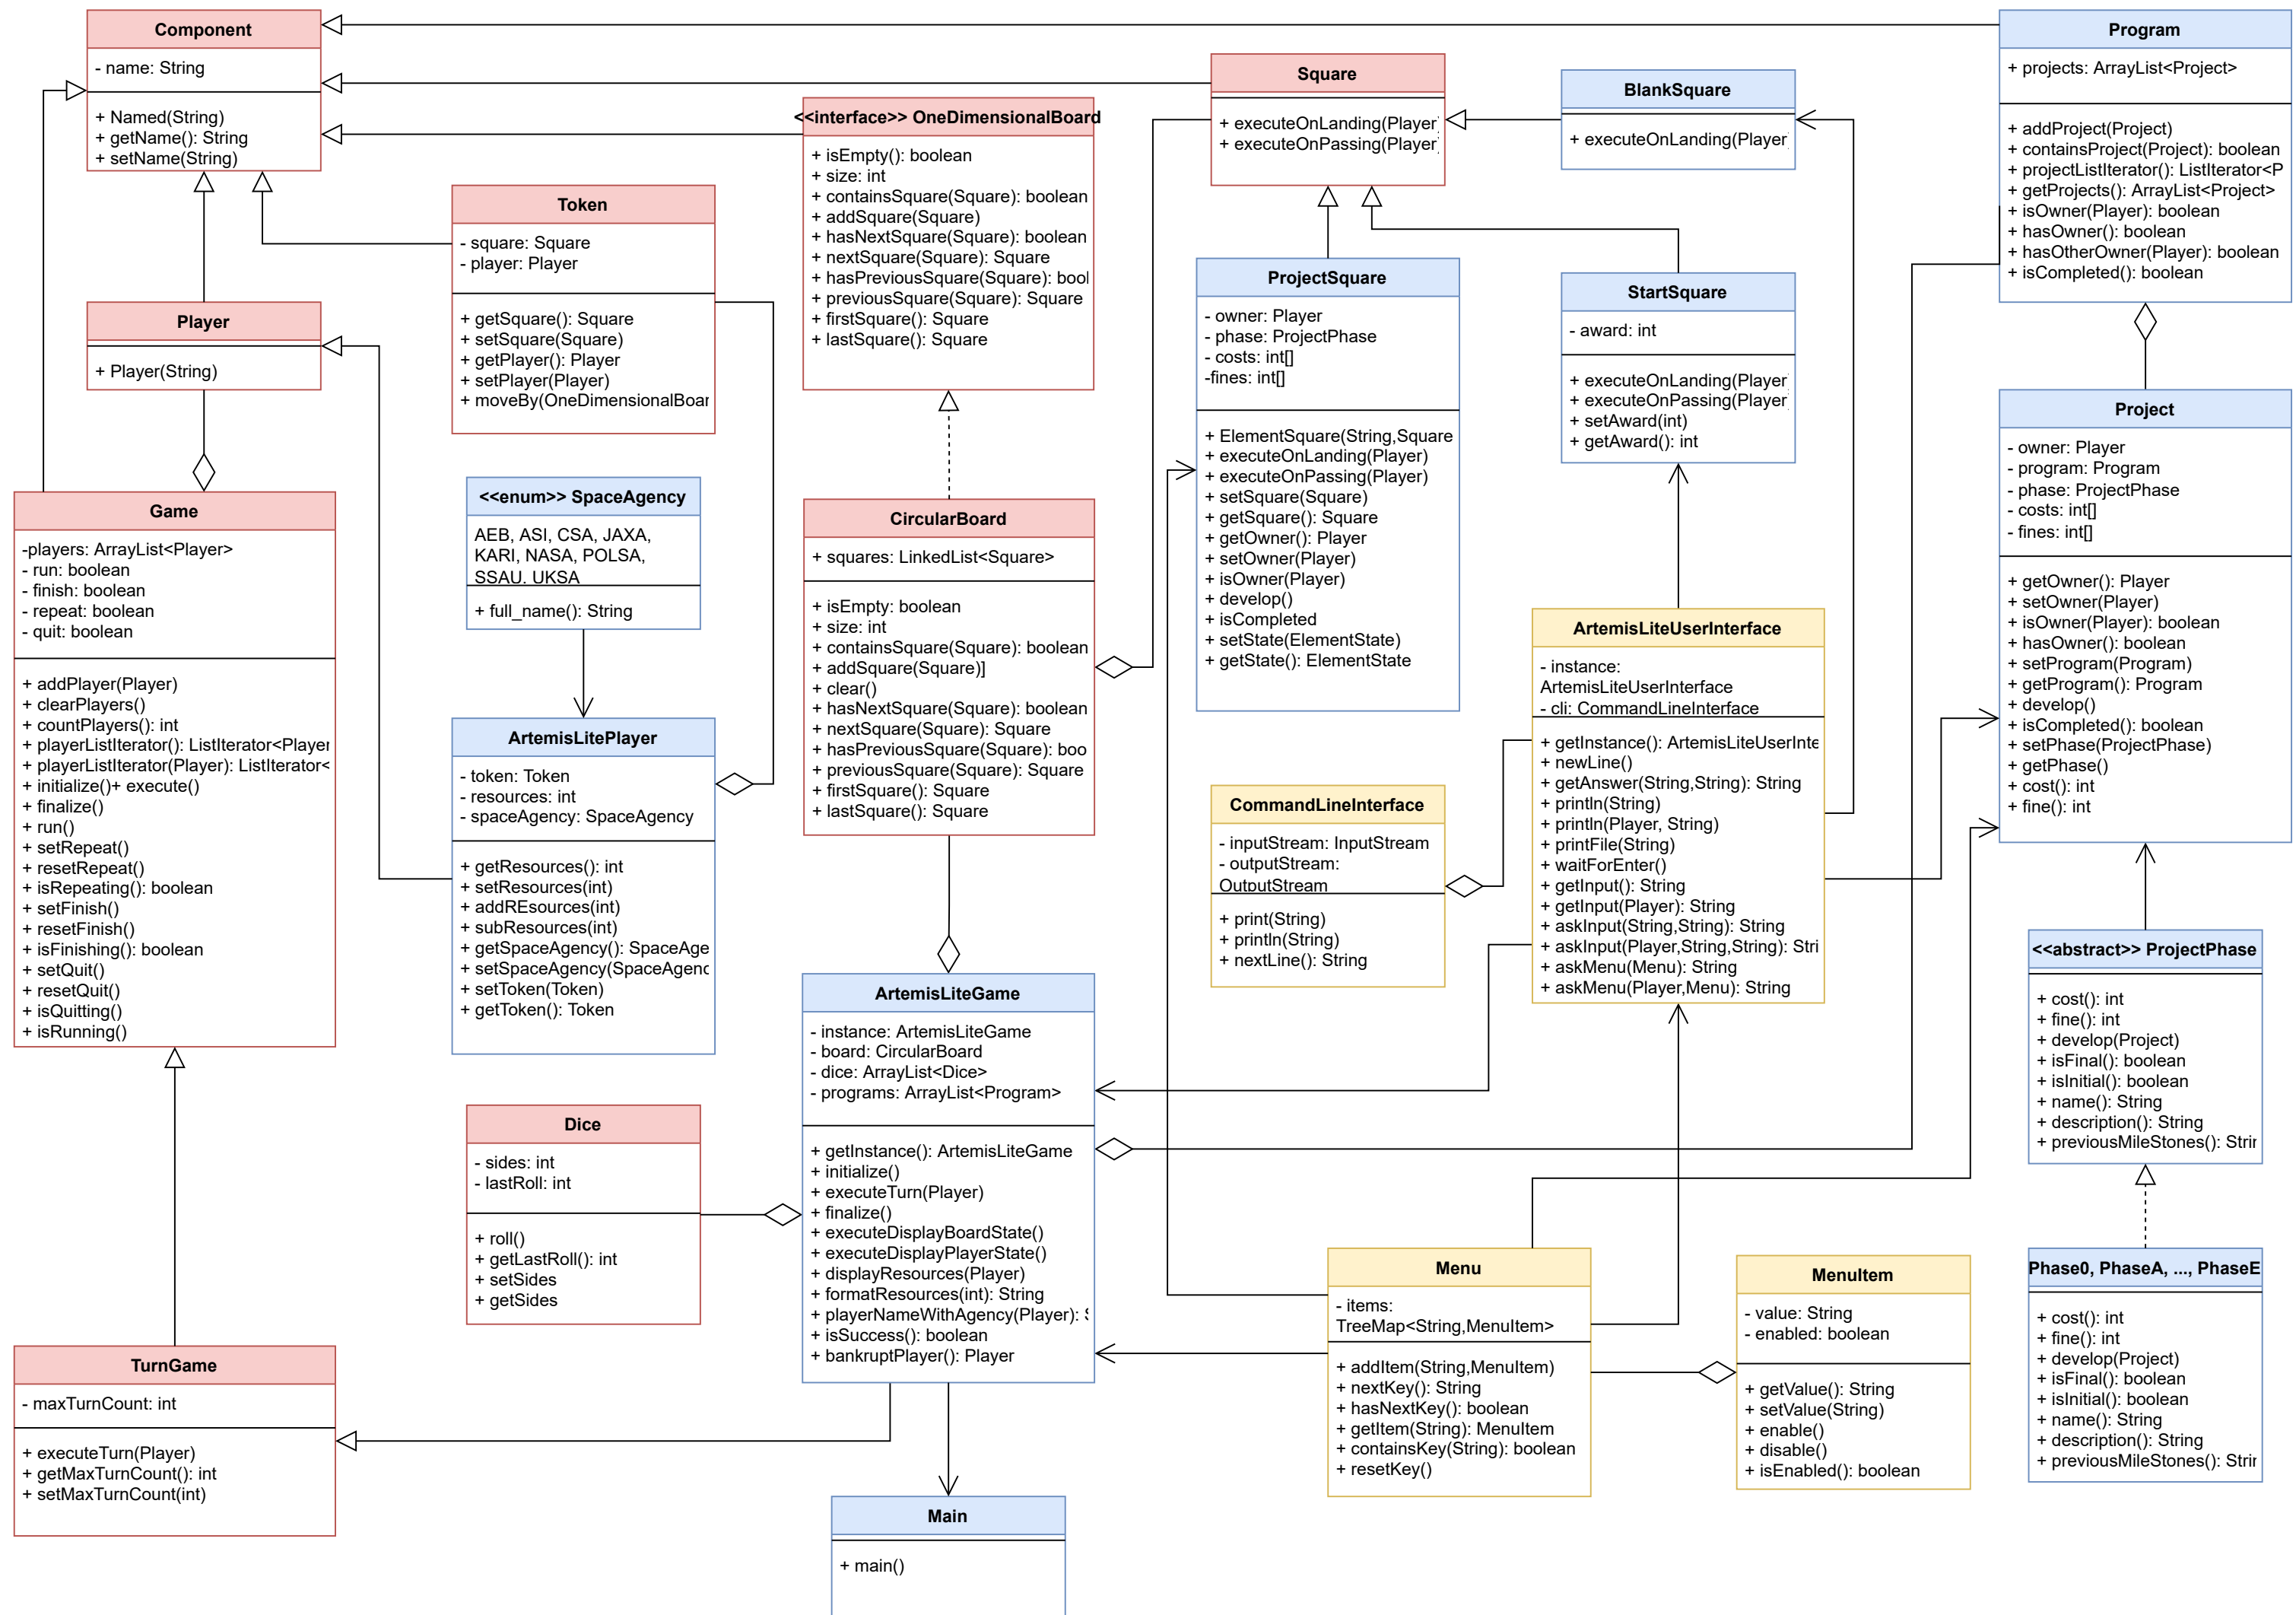 Component
- name: String
+ Named(String)
+ getName(): String
+ setName(String)
Player
+ Player(String)
Game
-players: ArrayList<Player>
- run: boolean
- finish: boolean
- repeat: boolean
- quit: boolean
+ addPlayer(Player)
+ clearPlayers()
+ countPlayers(): int
+ playerListIterator(): ListIterator<Player
+ playerListIterator(Player): ListIterator<
+ initialize()+ execute()
+ finalize()
+ run()
+ setRepeat()
+ resetRepeat()
+ isRepeating(): boolean
+ setFinish()
+ resetFinish()
+ isFinishing(): boolean
+ setQuit()
+ resetQuit()
+ isQuitting()
+ isRunning()
TurnGame
- maxTurnCount: int
+ executeTurn(Player)
+ getMaxTurnCount(): int
+ setMaxTurnCount(int)
Token
- square: Square
- player: Player
+ getSquare(): Square
+ setSquare(Square)
+ getPlayer(): Player
+ setPlayer(Player)
+ moveBy(OneDimensionalBoar
<<enum>> SpaceAgency
AEB, ASI, CSA, JAXA,
KARI, NASA, POLSA,
SSAU, UKSA
+ full_name(): String
ArtemisLitePlayer
- token: Token
- resources: int
- spaceAgency: SpaceAgency
+ getResources(): int
+ setResources(int)
+ addREsources(int)
+ subResources(int)
+ getSpaceAgency(): SpaceAge
+ setSpaceAgency(SpaceAgenc
+ setToken(Token)
+ getToken(): Token
Dice
- sides: int
- lastRoll: int
+ roll()
+ getLastRoll(): int
+ setSides
+ getSides
<<interface>> OneDimensionalBoard
+ isEmpty(): boolean
+ size: int
+ containsSquare(Square): boolean
+ addSquare(Square)
+ hasNextSquare(Square): boolean
+ nextSquare(Square): Square
+ hasPreviousSquare(Square): bool
+ previousSquare(Square): Square
+ firstSquare(): Square
+ lastSquare(): Square
CircularBoard
+ squares: LinkedList<Square>
+ isEmpty: boolean
+ size: int
+ containsSquare(Square): boolean
+ addSquare(Square)]
+ clear()
+ hasNextSquare(Square): boolean
+ nextSquare(Square): Square
+ hasPreviousSquare(Square): boo
+ previousSquare(Square): Square
+ firstSquare(): Square
+ lastSquare(): Square
ArtemisLiteGame
- instance: ArtemisLiteGame
- board: CircularBoard
- dice: ArrayList<Dice>
- programs: ArrayList<Program>
+ getInstance(): ArtemisLiteGame
+ initialize()
+ executeTurn(Player)
+ finalize()
+ executeDisplayBoardState()
+ executeDisplayPlayerState()
+ displayResources(Player)
+ formatResources(int): String
+ playerNameWithAgency(Player): S
+ isSuccess(): boolean
+ bankruptPlayer(): Player
Main
+ main()
Square
+ executeOnLanding(Player
+ executeOnPassing(Player
BlankSquare
+ executeOnLanding(Player
ProjectSquare
- owner: Player
- phase: ProjectPhase
- costs: int[]
-fines: int[]
+ ElementSquare(String,Square
+ executeOnLanding(Player)
+ executeOnPassing(Player)
+ setSquare(Square)
+ getSquare(): Square
+ getOwner(): Player
+ setOwner(Player)
+ isOwner(Player)
+ develop()
+ isCompleted
+ setState(ElementState)
+ getState(): ElementState
StartSquare
- award: int
+ executeOnLanding(Player
+ executeOnPassing(Player
+ setAward(int)
+ getAward(): int
CommandLineInterface
- inputStream: InputStream
- outputStream:
OutputStream
+ print(String)
+ println(String)
+ nextLine(): String
ArtemisLiteUserInterface
- instance:
ArtemisLiteUserInterface
- cli: CommandLineInterface
+ getInstance(): ArtemisLiteUserInte
+ newLine()
+ getAnswer(String,String): String
+ println(String)
+ println(Player, String)
+ printFile(String)
+ waitForEnter()
+ getInput(): String
+ getInput(Player): String
+ askInput(String,String): String
+ askInput(Player,String,String): Stri
+ askMenu(Menu): String
+ askMenu(Player,Menu): String
Menu
- items:
TreeMap<String,MenuItem>
+ addItem(String,MenuItem)
+ nextKey(): String
+ hasNextKey(): boolean
+ getItem(String): MenuItem
+ containsKey(String): boolean
+ resetKey()
MenuItem
- value: String
- enabled: boolean
+ getValue(): String
+ setValue(String)
+ enable()
+ disable()
+ isEnabled(): boolean
Program
+ projects: ArrayList<Project>
+ addProject(Project)
+ containsProject(Project): boolean
+ projectListIterator(): ListIterator<P
+ getProjects(): ArrayList<Project>
+ isOwner(Player): boolean
+ hasOwner(): boolean
+ hasOtherOwner(Player): boolean
+ isCompleted(): boolean
Project
- owner: Player
- program: Program
- phase: ProjectPhase
- costs: int[]
- fines: int[]
+ getOwner(): Player
+ setOwner(Player)
+ isOwner(Player): boolean
+ hasOwner(): boolean
+ setProgram(Program)
+ getProgram(): Program
+ develop()
+ isCompleted(): boolean
+ setPhase(ProjectPhase)
+ getPhase()
+ cost(): int
+ fine(): int
<<abstract>> ProjectPhase
+ cost(): int
+ fine(): int
+ develop(Project)
+ isFinal(): boolean
+ isInitial(): boolean
+ name(): String
+ description(): String
+ previousMileStones(): Strin
Phase0, PhaseA, ..., PhaseE
+ cost(): int
+ fine(): int
+ develop(Project)
+ isFinal(): boolean
+ isInitial(): boolean
+ name(): String
+ description(): String
+ previousMileStones(): Strin